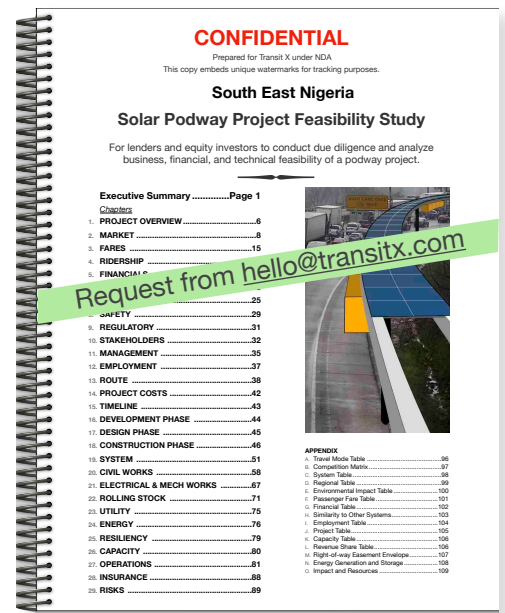 CONFIDENTIAL
Prepared for Transit X under NDA
This copy embeds unique watermarks for tracking purposes.
South East Nigeria
Solar Podway Project Feasibility Study
For lenders and equity investors to conduct due diligence and analyze
business, financial, and technical feasibility of a podway project.
Executive Summary ..............Page 1
Chapters
1. PROJECT OVERVIEW ................................6
2. MARKET ................................................8
3. FARES ................................................15
4. RIDERSHIP
5. FINANCIALS
Request from hello@transitx.com
25
8. SAFETY ................................................29
9. REGULATORY ................................................31
10. STAKEHOLDERS ................................................32
11. MANAGEMENT ................................................35
12. EMPLOYMENT ................................................37
13. ROUTE ................................................38
14. PROJECT COSTS ................................................42
15. TIMELINE ................................................43
16. DEVELOPMENT PHASE ................................44
17. DESIGN PHASE ................................................45
18. CONSTRUCTION PHASE ................................46
19. SYSTEM ................................................51
20. CIVIL WORKS ................................................58
21. ELECTRICAL & MECH WORKS ................67
22. ROLLING STOCK ................................................71
23. UTILITY ................................................75
24. ENERGY ................................................76
25. RESILIENCY ................................................79
26. CAPACITY ................................................80
27. OPERATIONS ................................................81
28. INSURANCE ................................................88
29. RISKS ................................................89
APPENDIX
A. Travel Mode Table ................................96
B. Competition Matrix ................................97
C. System Table ................................98
D. Regional Table ................................99
E. Environmental Impact Table ................100
F. Passenger Fare Table ................101
G. Financial Table ................................102
H. Similarity to Other Systems ................103
I. Employment Table ................................104
J. Project Table ................................105
K. Capacity Table ................................106
L. Revenue Share Table ................106
M. Right-of-way Easement Envelope ........107
N. Energy Generation and Storage ........108
O. Impact and Resources ................109